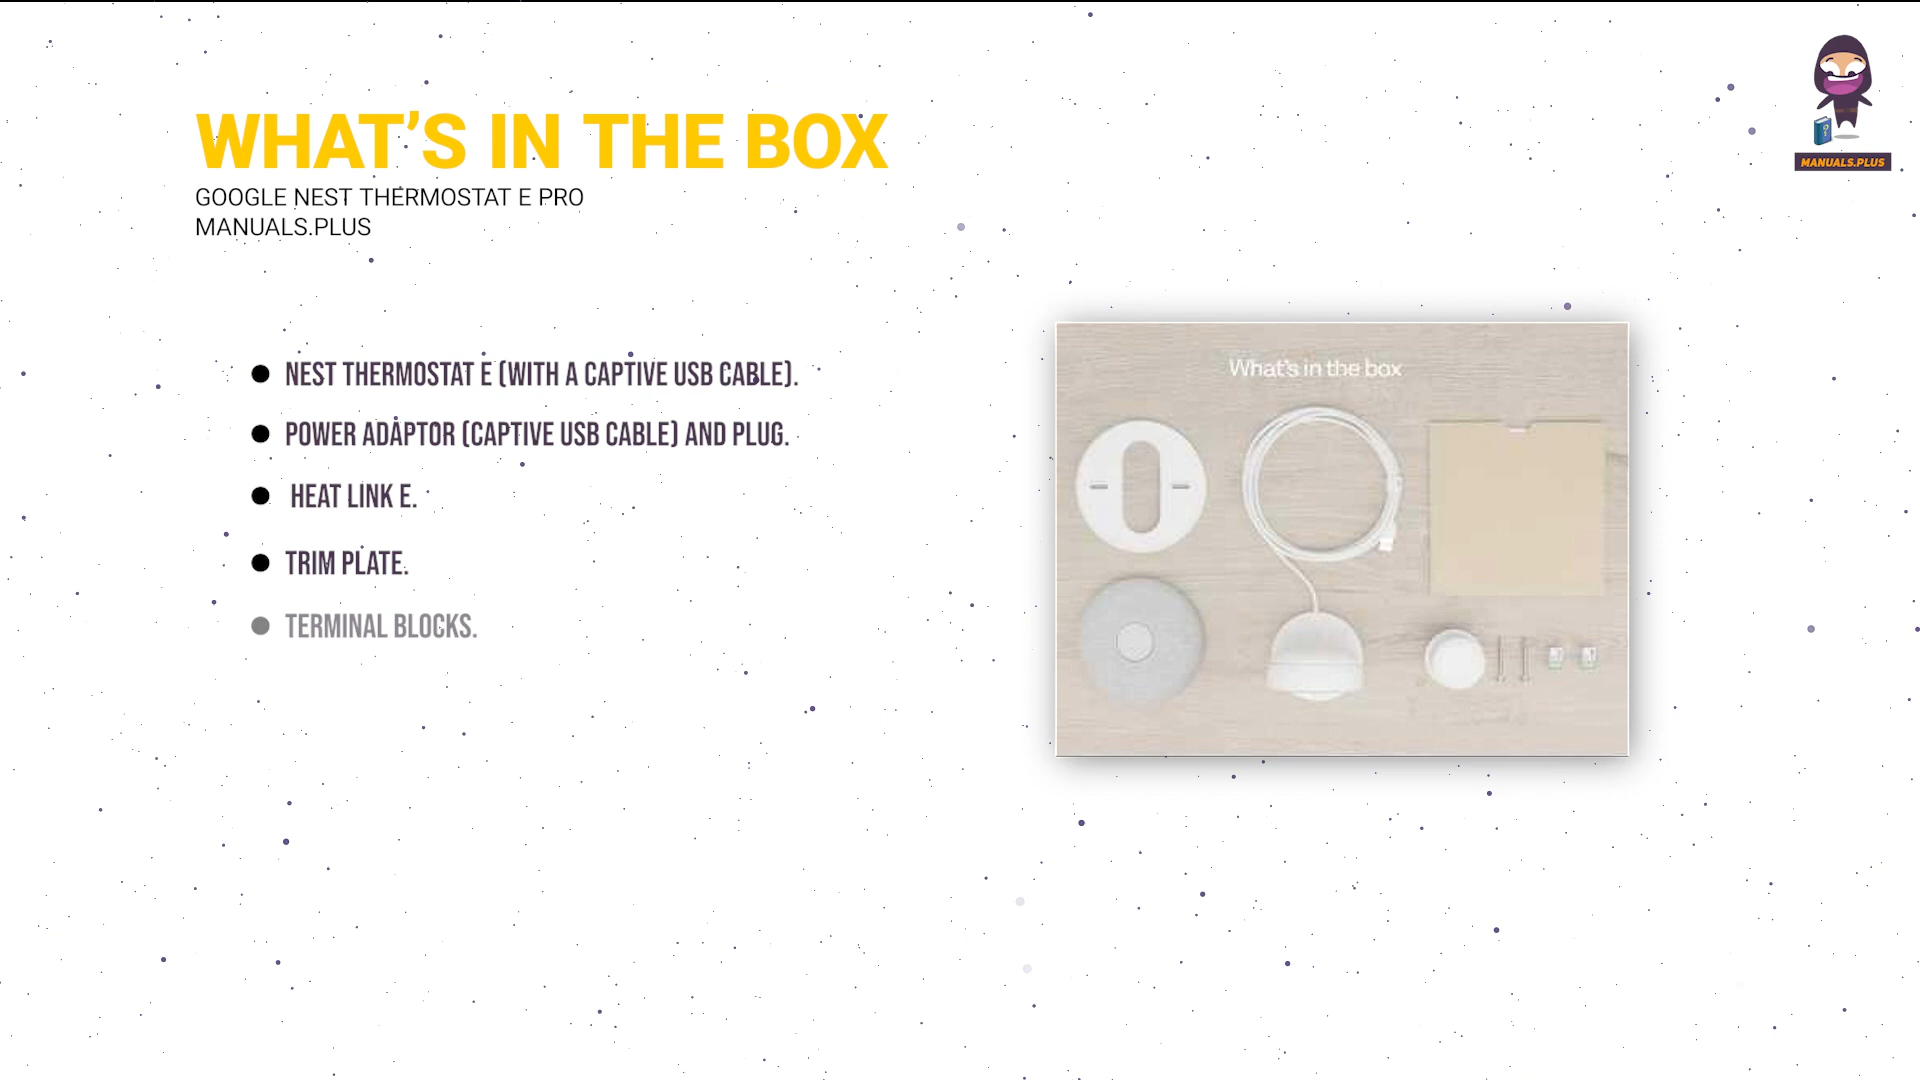 WHAT'S IN THE BOX
GOOGLE NEST THERMOSTAT E PRO
MANUALS.PLUS
MANUALS.PLUS
NEST THERMOSTAT E (WITH A CAPTIVE USB CABLE).
POWER ADAPTOR (CAPTIVE USB CABLE) AND PLUG.
HEAT LINK E.
TRIM PLATE.
TERMINAL BLOCKS.
What's in the box